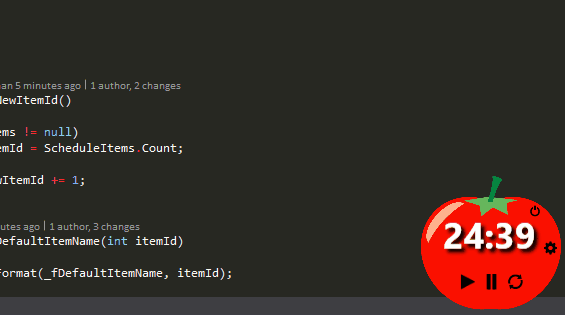 an 5 minutes ago | 1 author, 2 changes
NewItemId()
ems != null)
emId = ScheduleItems.Count;
wItemId += 1;
utes ago | 1 author, 3 changes
DefaultItemName(int itemId)
Format(_fDefaultItemName, itemId);
24:39